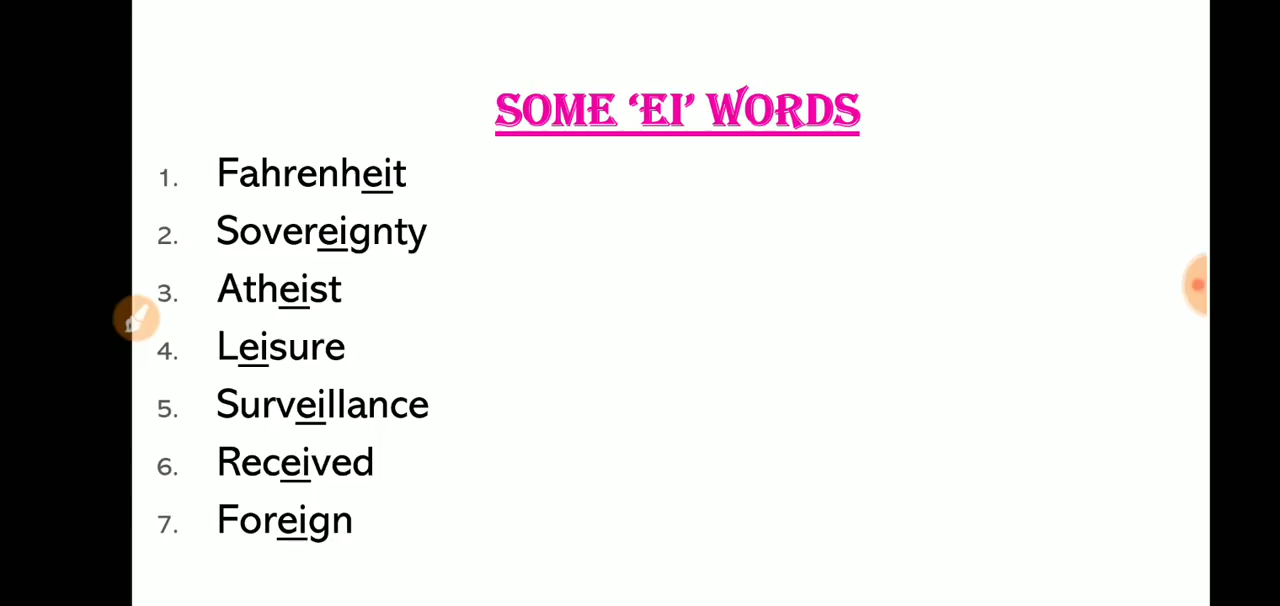 SOME ‘EI’ WORDS
1. Fahrenheit
2. Sovereignty
3. Atheist
4. Leisure
5. Surveillance
6. Received
7. Foreign